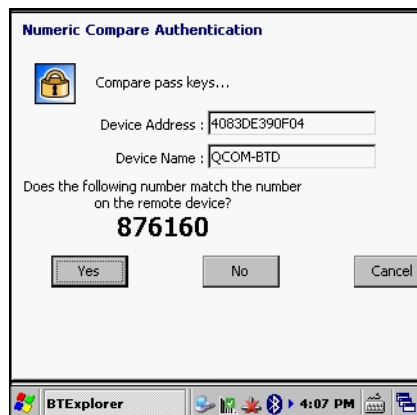 Numeric Compare Authentication
Compare pass keys...
Device Address : 4083DE390F04
Device Name : QCOM-BTD
Does the following number match the number
on the remote device?
876160
Yes No Cancel
BTExplorer 4:07 PM